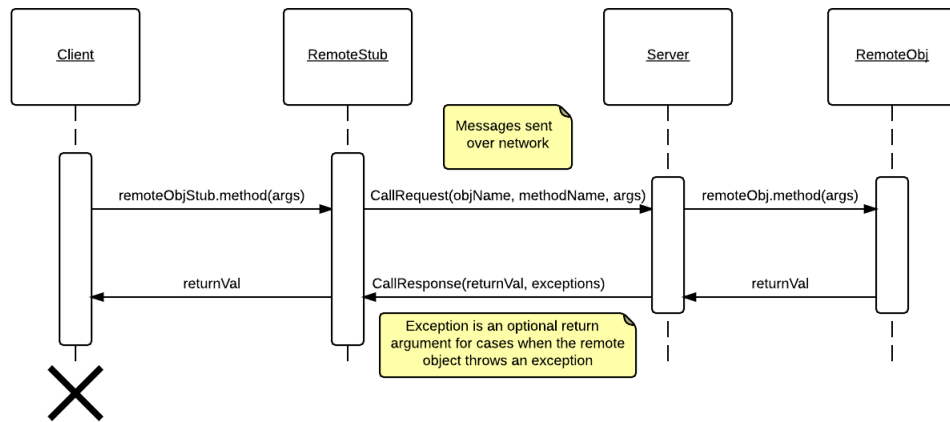 Client
RemoteStub
Server
RemoteObj
Messages sent
over network
remoteObjStub.method(args)
CallRequest(objName, methodName, args)
remoteObj.method(args)
returnVal
CallResponse(returnVal, exceptions)
returnVal
Exception is an optional return
argument for cases when the remote
object throws an exception